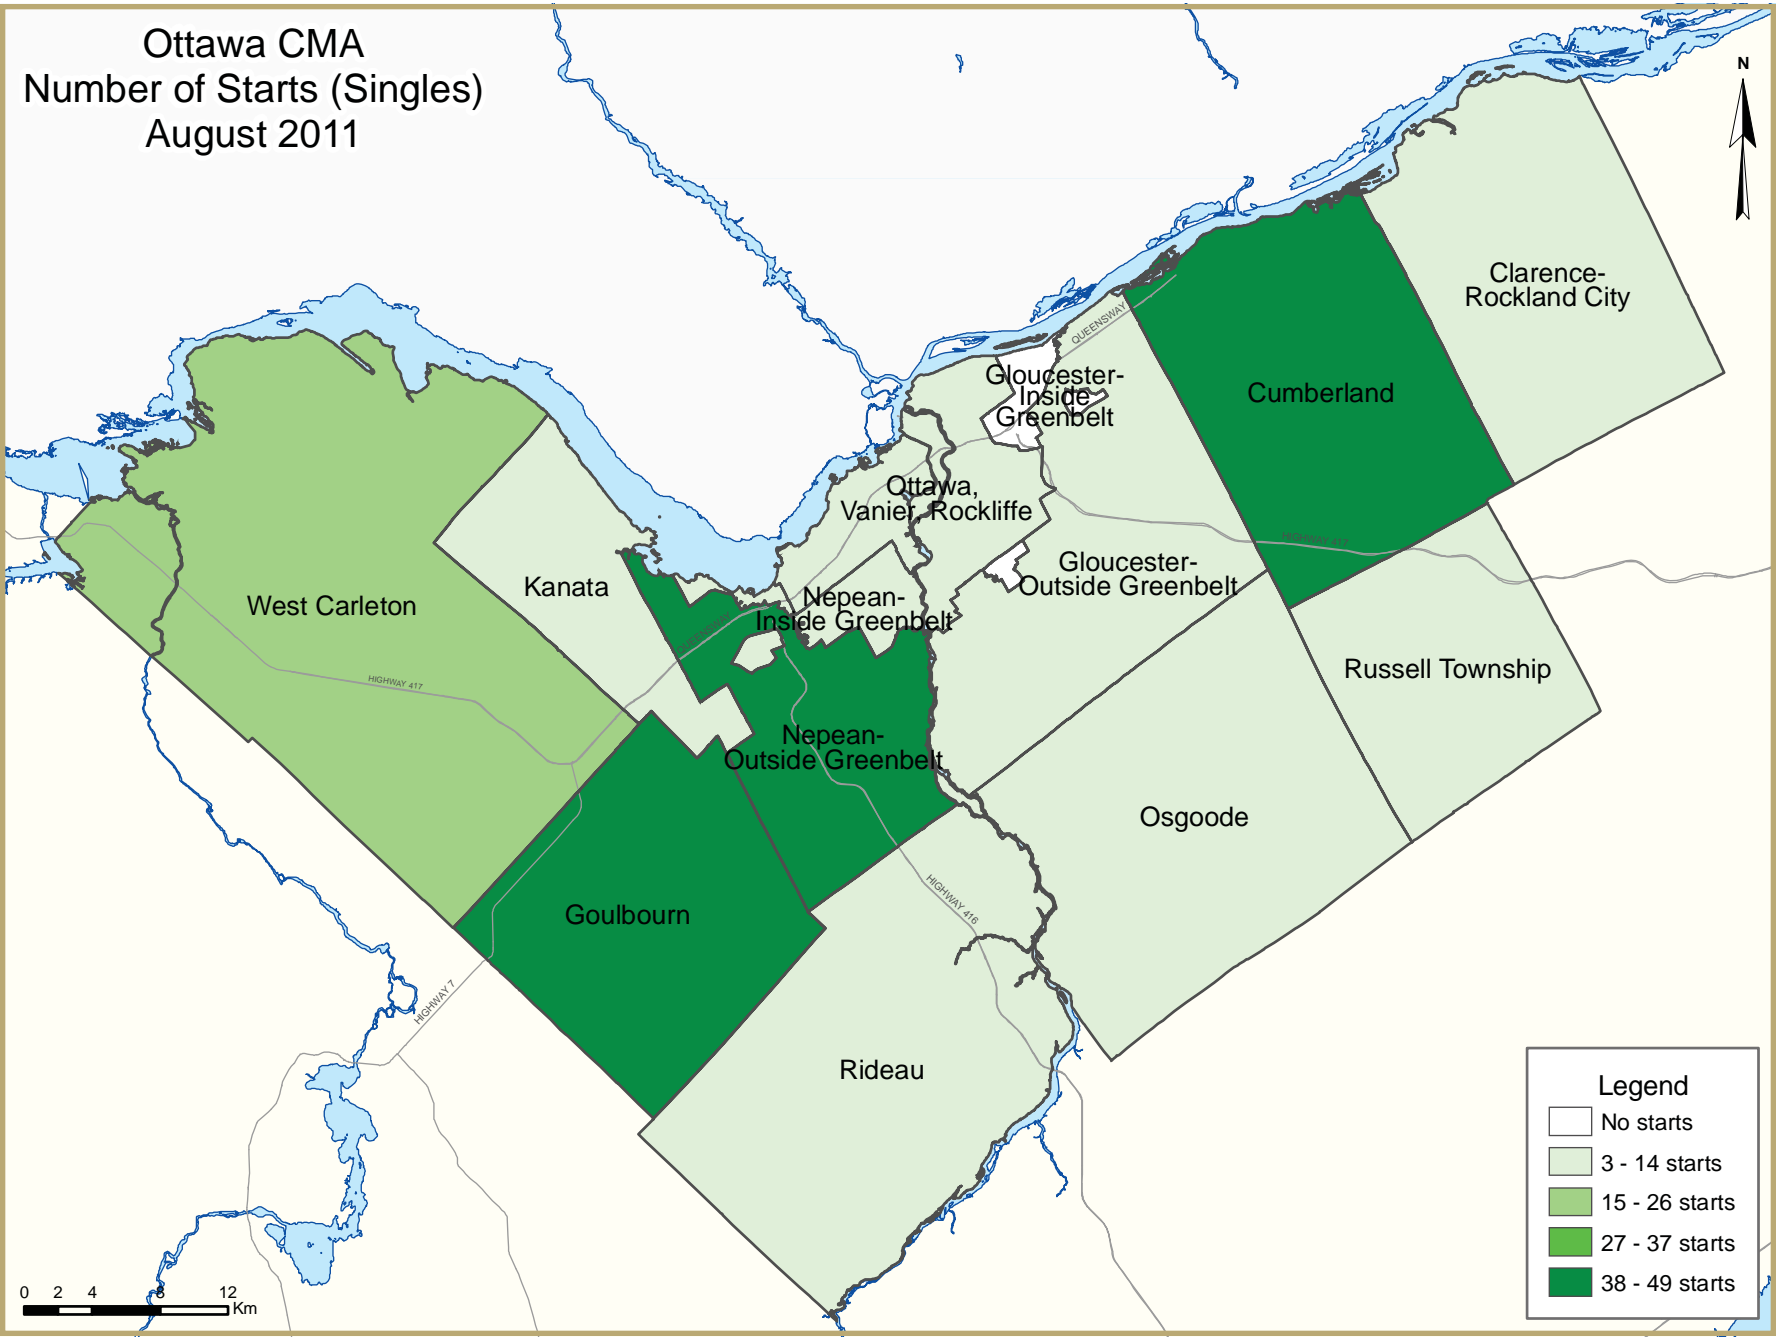 Ottawa CMA
Number of Starts (Singles)
August 2011
N
Clarence-
Rockland City
QUEENSWAY
Gloucester-
Inside
Greenbelt
Cumberland
Ottawa,
Vanier, Rockliffe
HIGHWAY 417
Gloucester-
Outside Greenbelt
Kanata
Nepean-
Inside Greenbelt
West Carleton
QUEENSWAY
Russell Township
HIGHWAY 417
Nepean-
Outside Greenbelt
Osgoode
HIGHWAY 416
Goulbourn
HIGHWAY 7
Rideau
Legend
No starts
3 - 14 starts
15 - 26 starts
27 - 37 starts
38 - 49 starts
0 2 4 8 12
Km